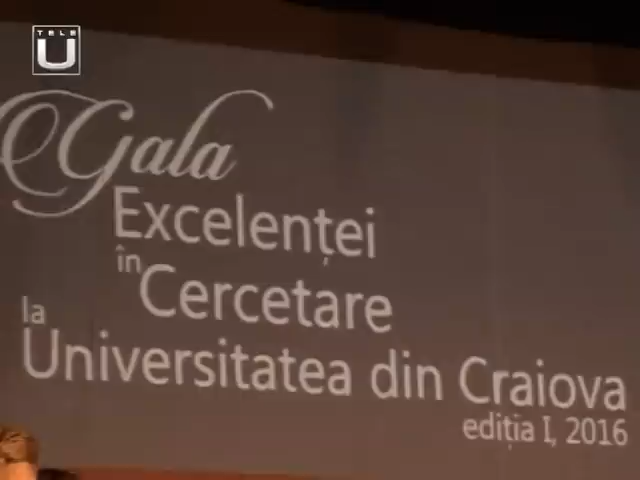 TELE
U
Gala
Excelenței
în
Cercetare
la
Universitatea din Craiova
ediția I, 2016